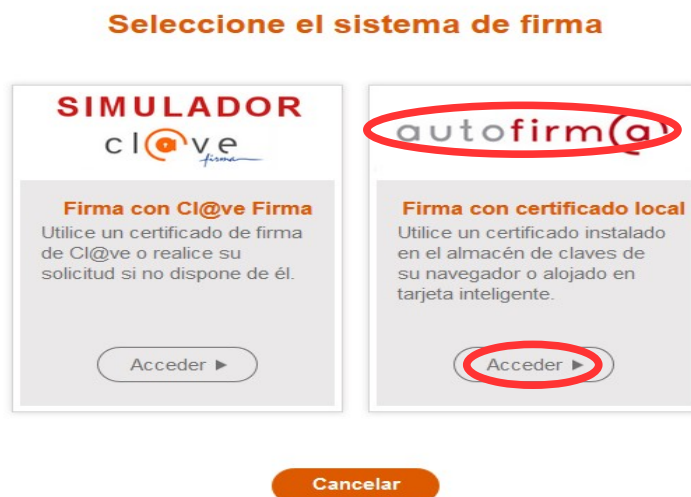 Seleccione el sistema de firma
SIMULADOR
cl@ve
firma
Firma con Cl@ve Firma
Utilice un certificado de firma
de Cl@ve o realice su
solicitud si no dispone de él.
Acceder ►
autofirm@
Firma con certificado local
Utilice un certificado instalado
en el almacén de claves de
su navegador o alojado en
tarjeta inteligente.
Acceder ►
Cancelar